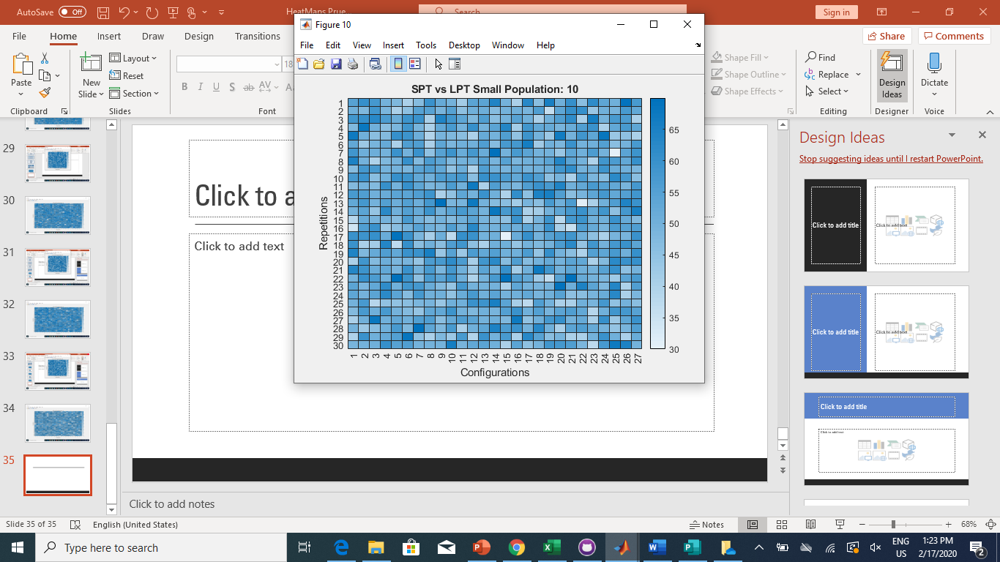 AutoSave Off HeatMaps Prue Search Sign in
File Home Insert Draw Design Transitions Share Comments
Paste
Clipboard
New
Slide
Layout
Reset
Section
Slides
18
B I U S ab AV
Font
Shape Fill
Shape Outline
Shape Effects
Find
Replace
Select
Editing
Design
Ideas
Designer
Dictate
Voice
Figure 10
File Edit View Insert Tools Desktop Window Help
SPT vs LPT Small Population: 10
Repetitions
1
2
3
4
5
6
7
8
9
10
11
12
13
14
15
16
17
18
19
20
21
22
23
24
25
26
27
28
29
30
1 2 3 4 5 6 7 8 9 10 11 12 13 14 15 16 17 18 19 20 21 22 23 24 25 26 27
Configurations
65
60
55
50
45
40
35
30
29
30
31
32
33
34
35
Click to a
Click to add text
Click to add notes
Design Ideas
Stop suggesting ideas until I restart PowerPoint.
Click to add title
Click to add text
Click to add title
Click to add text
Click to add title
Click to add text
Slide 35 of 35 English (United States) Notes 68%
Type here to search
ENG
US
1:23 PM
2/17/2020
2